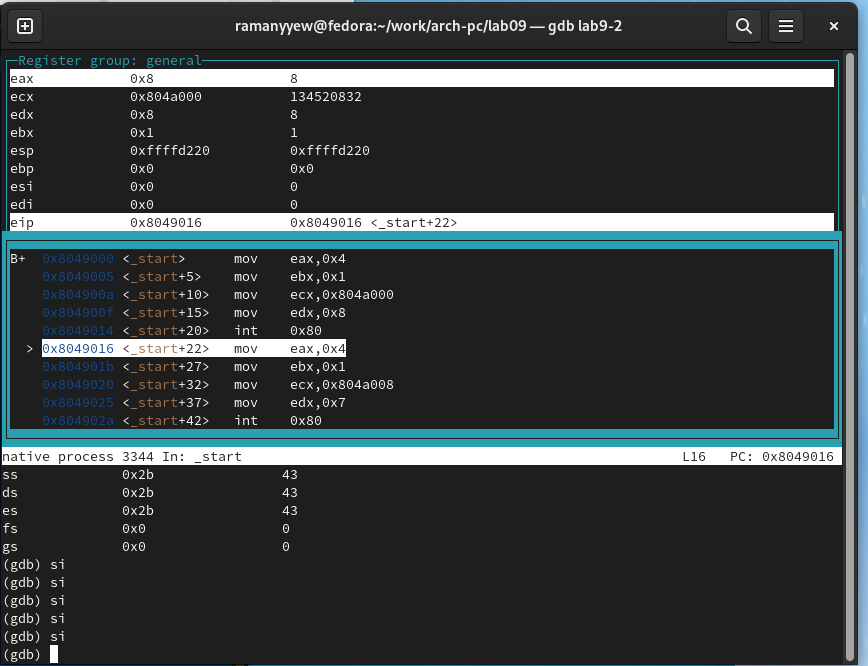 ramanyyew@fedora:~/work/arch-pc/lab09 — gdb lab9-2
Register group: general
eax 0x8 8
ecx 0x804a000 134520832
edx 0x8 8
ebx 0x1 1
esp 0xffffd220 0xffffd220
ebp 0x0 0x0
esi 0x0 0
edi 0x0 0
eip 0x8049016 0x8049016 <_start+22>
B+ 0x8049000 <_start> mov eax,0x4
0x8049005 <_start+5> mov ebx,0x1
0x804900a <_start+10> mov ecx,0x804a000
0x804900f <_start+15> mov edx,0x8
0x8049014 <_start+20> int 0x80
> 0x8049016 <_start+22> mov eax,0x4
0x804901b <_start+27> mov ebx,0x1
0x8049020 <_start+32> mov ecx,0x804a008
0x8049025 <_start+37> mov edx,0x7
0x804902a <_start+42> int 0x80
native process 3344 In: _start L16 PC: 0x8049016
ss 0x2b 43
ds 0x2b 43
es 0x2b 43
fs 0x0 0
gs 0x0 0
(gdb) si
(gdb) si
(gdb) si
(gdb) si
(gdb) si
(gdb)